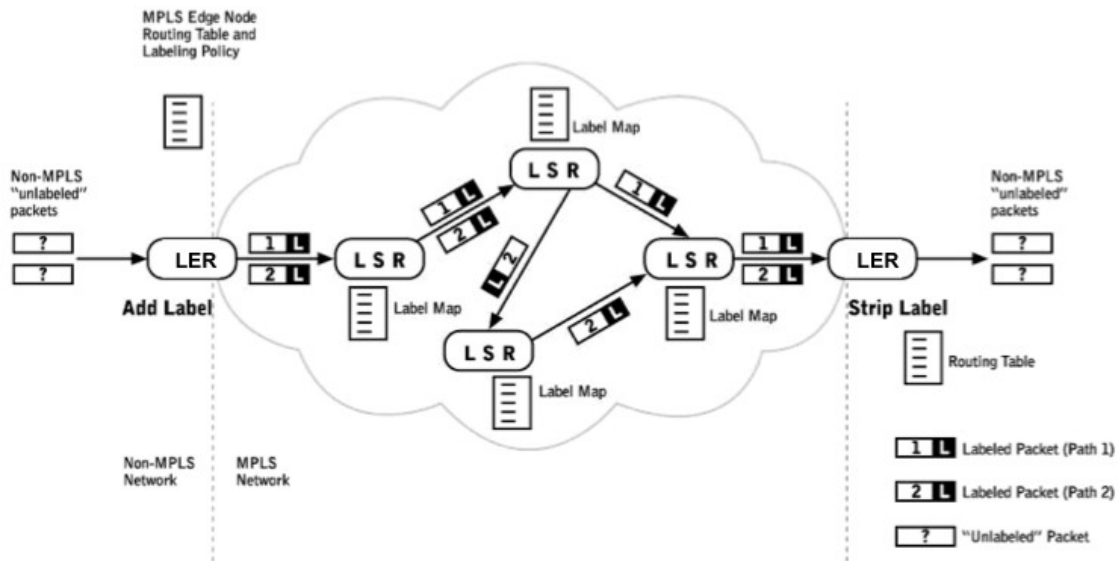 MPLS Edge Node
Routing Table and
Labeling Policy
Label Map
Non-MPLS
"unlabeled"
packets
?
?
LER
Add Label
1 L
2 L
L S R
Label Map
1 L
2 L
L S R
1 L
L 2
L S R
Label Map
2 L
L S R
Label Map
1 L
2 L
LER
Strip Label
Non-MPLS
"unlabeled"
packets
?
?
Routing Table
Non-MPLS
Network
MPLS
Network
1 L Labeled Packet (Path 1)
2 L Labeled Packet (Path 2)
? "Unlabeled" Packet